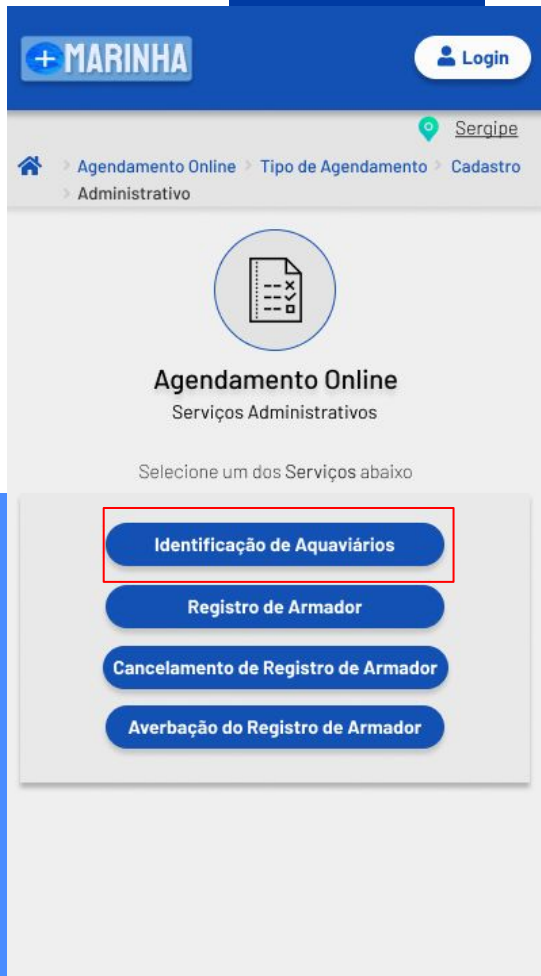 +MARINHA
Login
Sergipe
> Agendamento Online > Tipo de Agendamento > Cadastro
> Administrativo
Agendamento Online
Serviços Administrativos
Selecione um dos Serviços abaixo
Identificação de Aquaviários
Registro de Armador
Cancelamento de Registro de Armador
Averbação do Registro de Armador